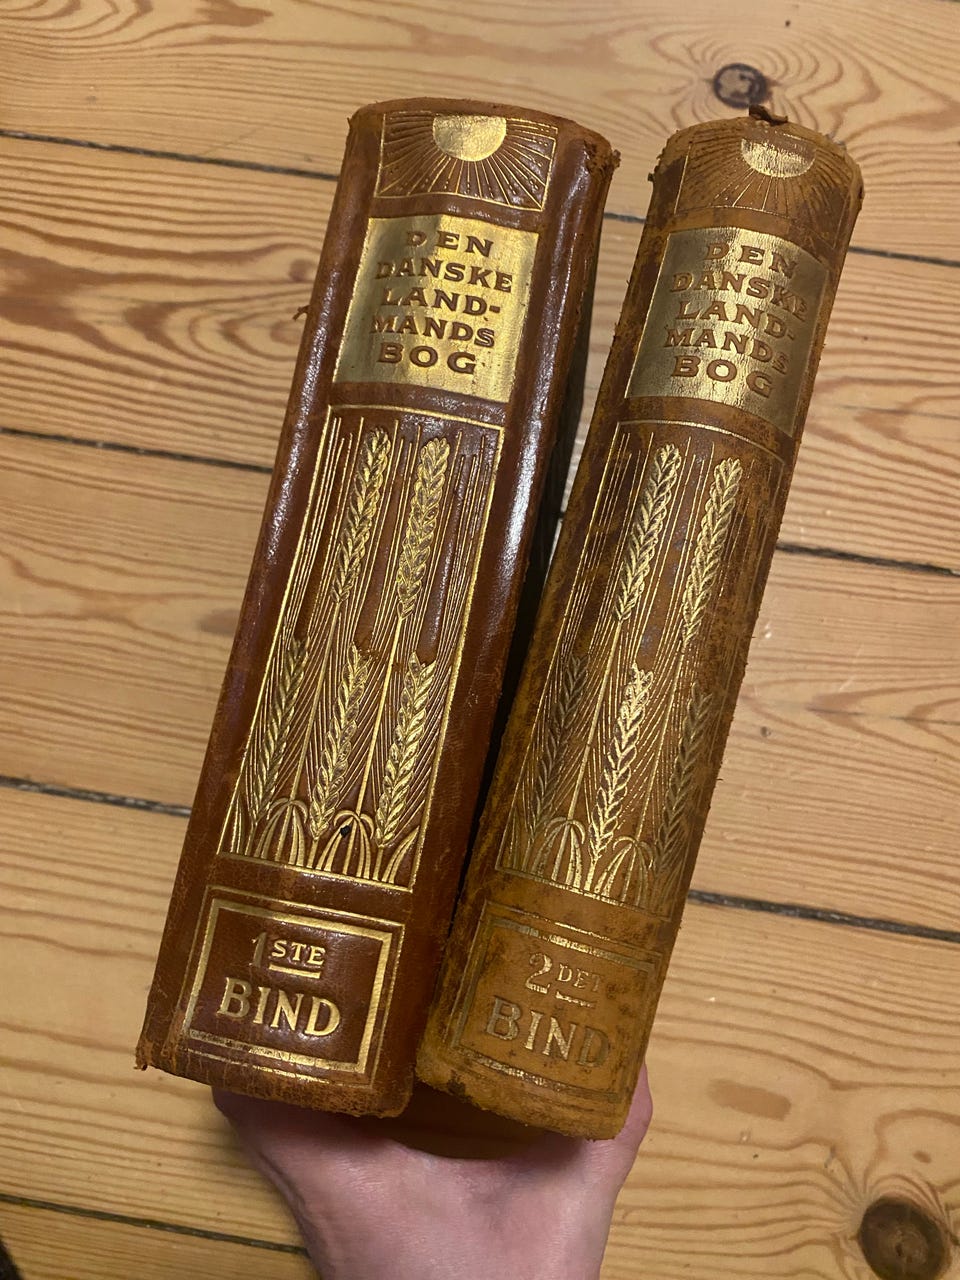 DEN
DANSKE
LAND-
MANDS
BOG
1STE
BIND
DEN
DANSKE
LAND-
MANDS
BOG
2DET
BIND